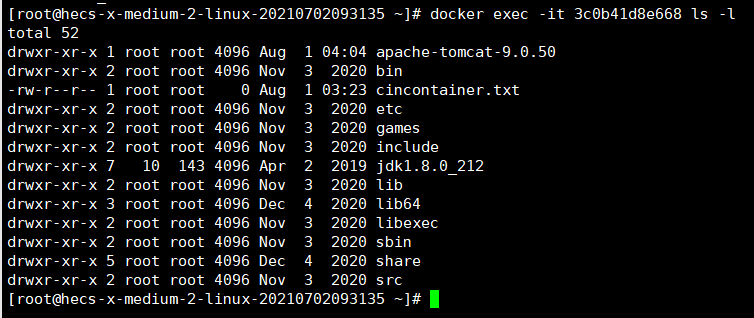 [root@hecs-x-medium-2-linux-20210702093135 ~]# docker exec -it 3c0b41d8e668 ls -l
total 52
drwxr-xr-x 1 root root 4096 Aug  1 04:04 apache-tomcat-9.0.50
drwxr-xr-x 2 root root 4096 Nov  3  2020 bin
-rw-r--r-- 1 root root    0 Aug  1 03:23 cincontainer.txt
drwxr-xr-x 2 root root 4096 Nov  3  2020 etc
drwxr-xr-x 2 root root 4096 Nov  3  2020 games
drwxr-xr-x 2 root root 4096 Nov  3  2020 include
drwxr-xr-x 7   10  143 4096 Apr  2  2019 jdk1.8.0_212
drwxr-xr-x 2 root root 4096 Nov  3  2020 lib
drwxr-xr-x 3 root root 4096 Dec  4  2020 lib64
drwxr-xr-x 2 root root 4096 Nov  3  2020 libexec
drwxr-xr-x 2 root root 4096 Nov  3  2020 sbin
drwxr-xr-x 5 root root 4096 Dec  4  2020 share
drwxr-xr-x 2 root root 4096 Nov  3  2020 src
[root@hecs-x-medium-2-linux-20210702093135 ~]#